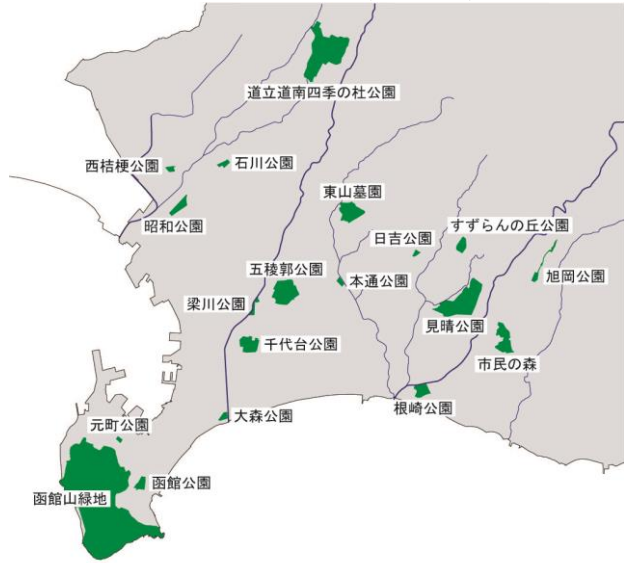 道立道南四季の杜公園
西桔梗公園
石川公園
昭和公園
東山墓園
すずらんの丘公園
日吉公園
五稜郭公園
本通公園
旭岡公園
梁川公園
見晴公園
千代台公園
市民の森
大森公園
根崎公園
元町公園
函館公園
函館山緑地